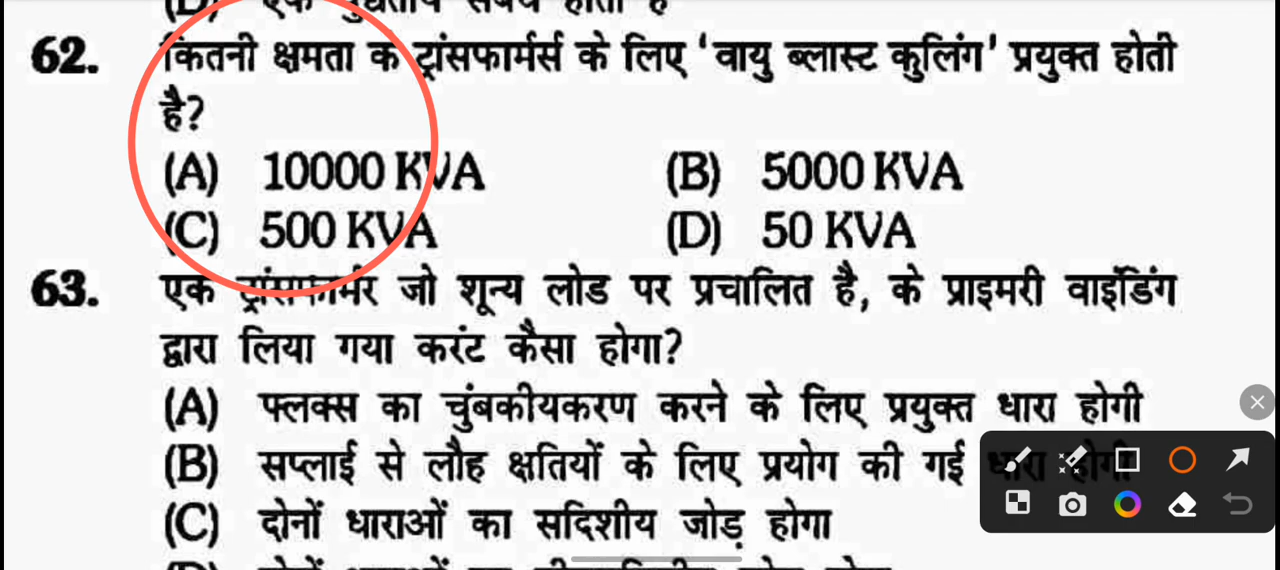 62. कितनी क्षमता क ट्रांसफार्मर्स के लिए ‘वायु ब्लास्ट कुलिंग’ प्रयुक्त होती
है?
(A) 10000 KVA (B) 5000 KVA
(C) 500 KVA (D) 50 KVA
63. एक ट्रांसफार्मर जो शून्य लोड पर प्रचालित है, के प्राइमरी वाइंडिंग
द्वारा लिया गया करंट कैसा होगा?
(A) फ्लक्स का चुंबकीयकरण करने के लिए प्रयुक्त धारा होगी
(B) सप्लाई से लौह क्षतियों के लिए प्रयोग की गई धारा होगी
(C) दोनों धाराओं का सदिशीय जोड़ होगा